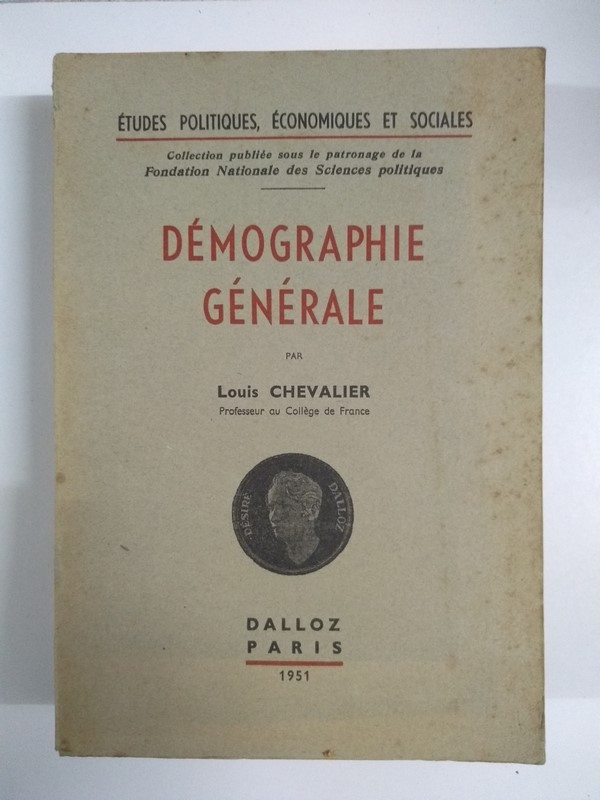 ÉTUDES POLITIQUES, ÉCONOMIQUES ET SOCIALES
Collection publiée sous le patronage de la
Fondation Nationale des Sciences politiques
DÉMOGRAPHIE
GÉNÉRALE
PAR
Louis CHEVALIER
Professeur au Collège de France
DÉSIRÉ DALLOZ
DALLOZ
PARIS
1951